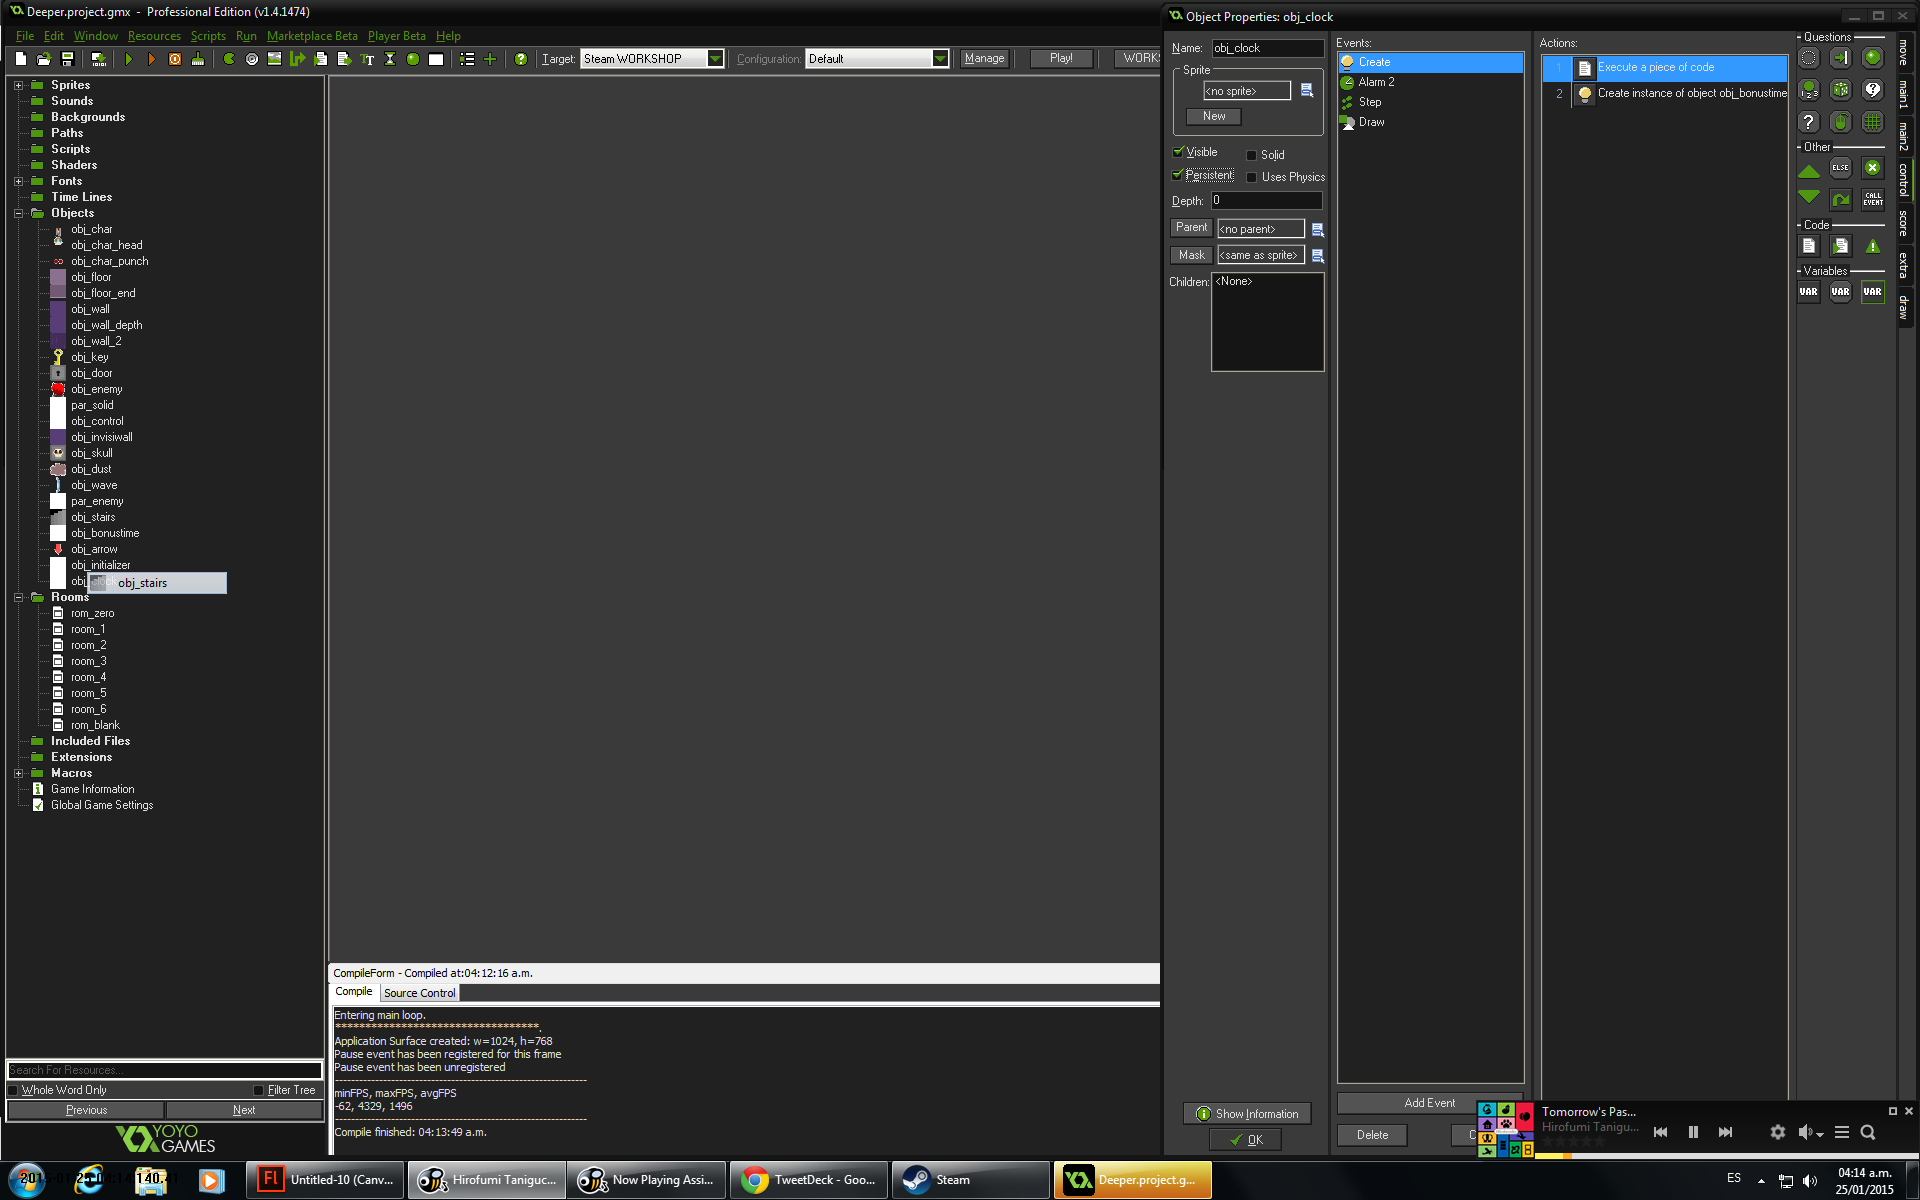 Deeper.project.gmx - Professional Edition (v1.4.1474)
File Edit Window Resources Scripts Run Marketplace Beta Player Beta Help
Target: Steam WORKSHOP Configuration: Default Manage Play! WORK
Sprites
Sounds
Backgrounds
Paths
Scripts
Shaders
Fonts
Time Lines
Objects
obj_char
obj_char_head
obj_char_punch
obj_floor
obj_floor_end
obj_wall
obj_wall_depth
obj_wall_2
obj_key
obj_door
obj_enemy
par_solid
obj_control
obj_invisiwall
obj_skull
obj_dust
obj_wave
par_enemy
obj_stairs
obj_bonustime
obj_arrow
obj_initializer
obj_clock
obj_stairs
Rooms
rom_zero
room_1
room_2
room_3
room_4
room_5
room_6
rom_blank
Included Files
Extensions
Macros
Game Information
Global Game Settings
Search For Resources...
Whole Word Only Filter Tree
Previous Next
YOYO
GAMES
CompileForm - Compiled at:04:12:16 a.m.
Compile Source Control
Entering main loop.
**********************************.
Application Surface created: w=1024, h=768
Pause event has been registered for this frame
Pause event has been unregistered
minFPS, maxFPS, avgFPS
-62, 4329, 1496
Compile finished: 04:13:49 a.m.
Object Properties: obj_clock
Name: obj_clock
Sprite
<no sprite>
New
Visible Solid
Persistent Uses Physics
Depth: 0
Parent <no parent>
Mask <same as sprite>
Children: <None>
Show Information
OK
Events:
Create
Alarm 2
Step
Draw
Add Event
Delete
Actions:
1 Execute a piece of code
2 Create instance of object obj_bonustime
Questions
Other
ELSE
CALL EVENT
Code
Variables
VAR VAR VAR
move
main1
main2
control
score
extra
draw
Tomorrow's Pas...
Hirofumi Tanigu...
Untitled-10 (Canv...
Hirofumi Taniguc...
Now Playing Assi...
TweetDeck - Goo...
Steam
Deeper.project.g...
ES
04:14 a.m.
25/01/2015